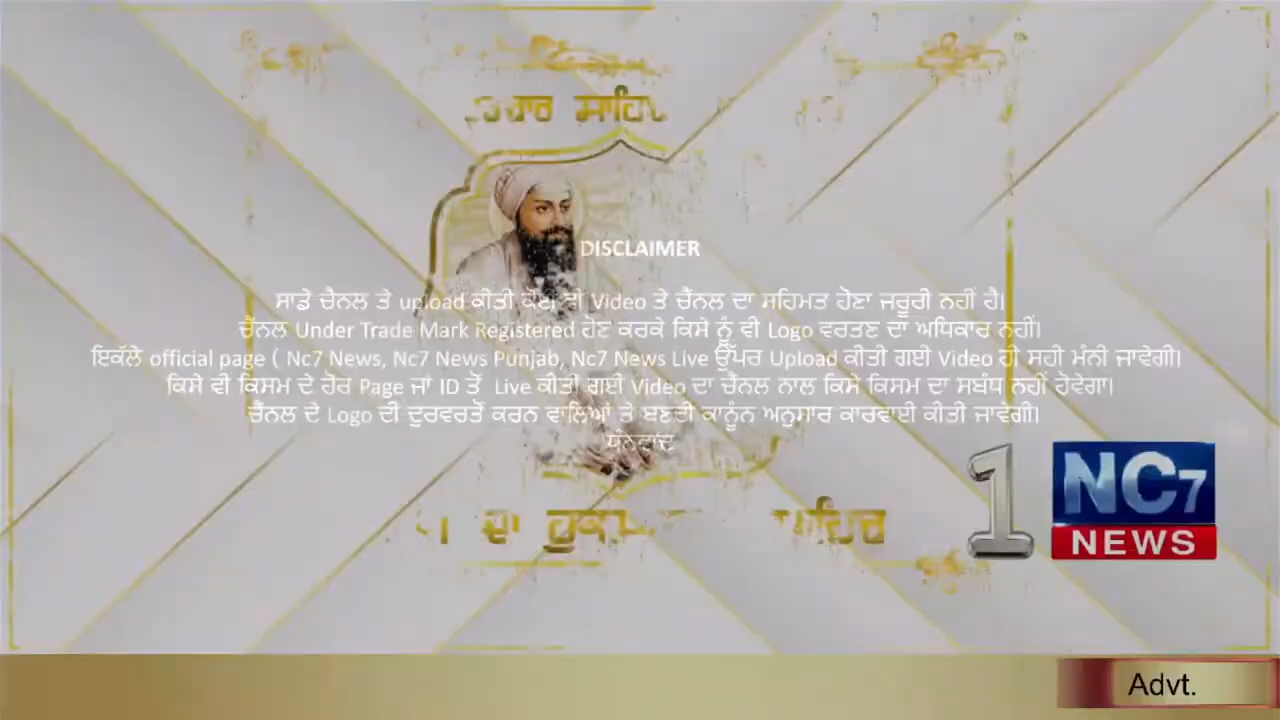 ਸਾਹਿਬ
DISCLAIMER
ਸਾਡੇ ਚੈਨਲ ਤੇ upload ਕੀਤੀ ਕੋਈ ਵੀ Video ਤੇ ਚੈੱਨਲ ਦਾ ਸਹਿਮਤ ਹੋਣਾ ਜਰੂਰੀ ਨਹੀਂ ਹੈ।
ਚੈੱਨਲ Under Trade Mark Registered ਹੋਣ ਕਰਕੇ ਕਿਸੇ ਨੂੰ ਵੀ Logo ਵਰਤਣ ਦਾ ਅਧਿਕਾਰ ਨਹੀਂ।
ਇਕੱਲੇ official page ( Nc7 News, Nc7 News Punjab, Nc7 News Live ਉੱਪਰ Upload ਕੀਤੀ ਗਈ Video ਹੀ ਸਹੀ ਮੰਨੀ ਜਾਵੇਗੀ।
ਕਿਸੇ ਵੀ ਕਿਸਮ ਦੇ ਹੋਰ Page ਜਾਂ ID ਤੋਂ Live ਕੀਤੀ ਗਈ Video ਦਾ ਚੈੱਨਲ ਨਾਲ ਕਿਸੇ ਕਿਸਮ ਦਾ ਸਬੰਧ ਨਹੀਂ ਹੋਵੇਗਾ।
ਚੈੱਨਲ ਦੇ Logo ਦੀ ਦੁਰਵਰਤੋਂ ਕਰਨ ਵਾਲਿਆਂ ਤੇ ਬਣਦੀ ਕਾਨੂੰਨ ਅਨੁਸਾਰ ਕਾਰਵਾਈ ਕੀਤੀ ਜਾਵੇਗੀ।
ਧੰਨਵਾਦ
ਦਾ
1
NC7
NEWS
Advt.